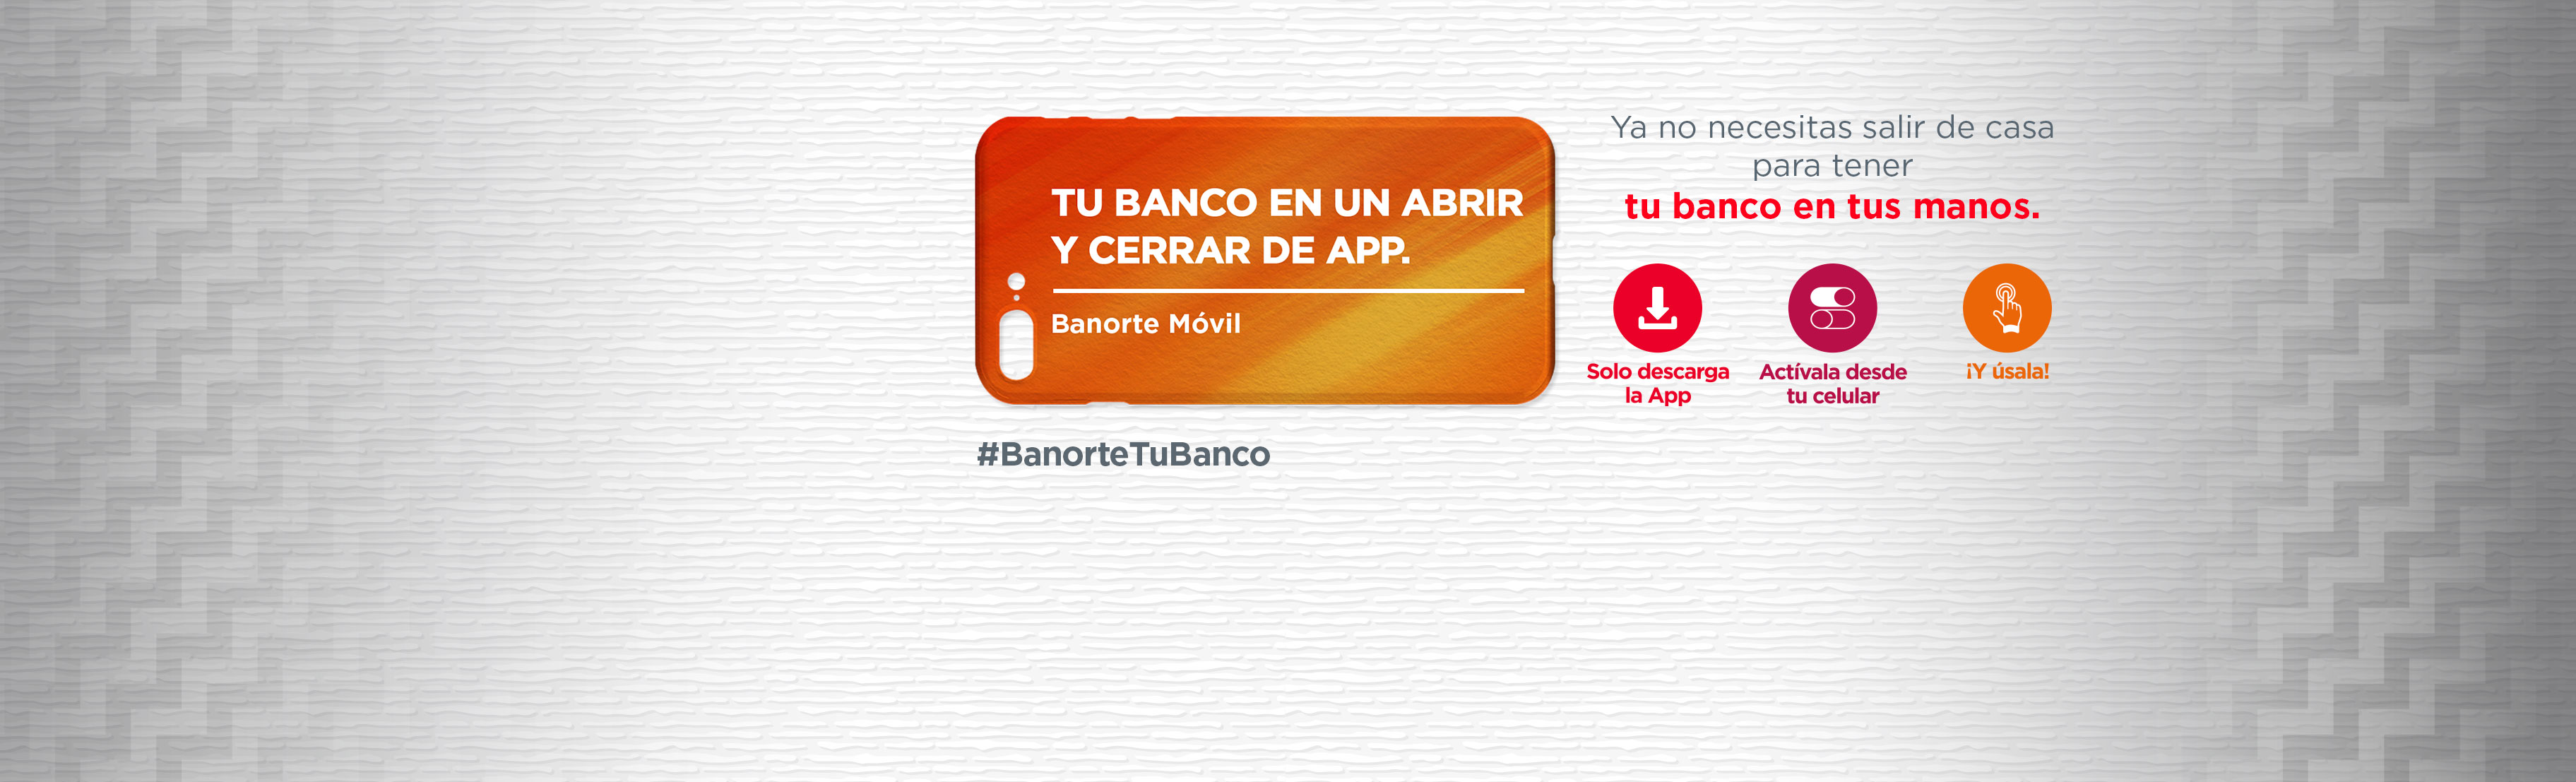 TU BANCO EN UN ABRIR
Y CERRAR DE APP.
Banorte Móvil
#BanorteTuBanco
Ya no necesitas salir de casa
para tener
tu banco en tus manos.
Solo descarga
la App
Actívala desde
tu celular
¡Y úsala!